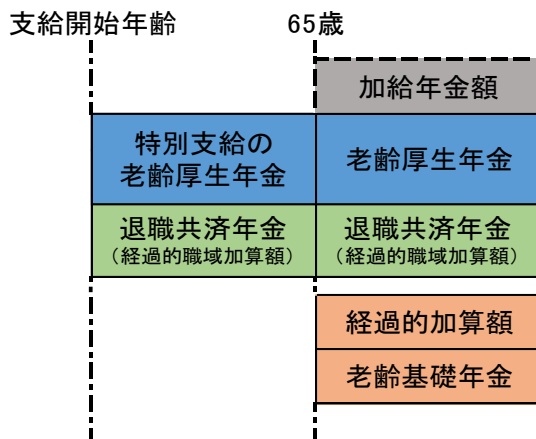 支給開始年齢
65歳
加給年金額
特別支給の
老齢厚生年金
老齢厚生年金
退職共済年金
(経過的職域加算額)
退職共済年金
(経過的職域加算額)
経過的加算額
老齢基礎年金